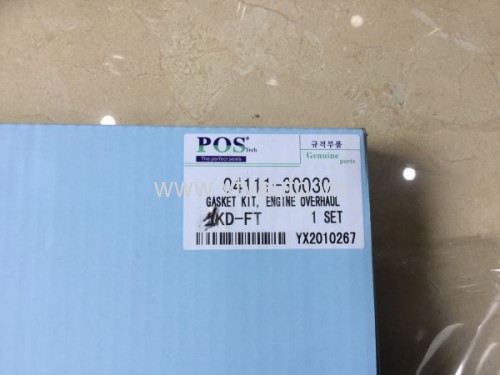 POS® Tech
The perfect seals
규격부품
Genuine parts
04111-30030
GASKET KIT, ENGINE OVERHAUL
KD-FT 1 SET
YX2010267